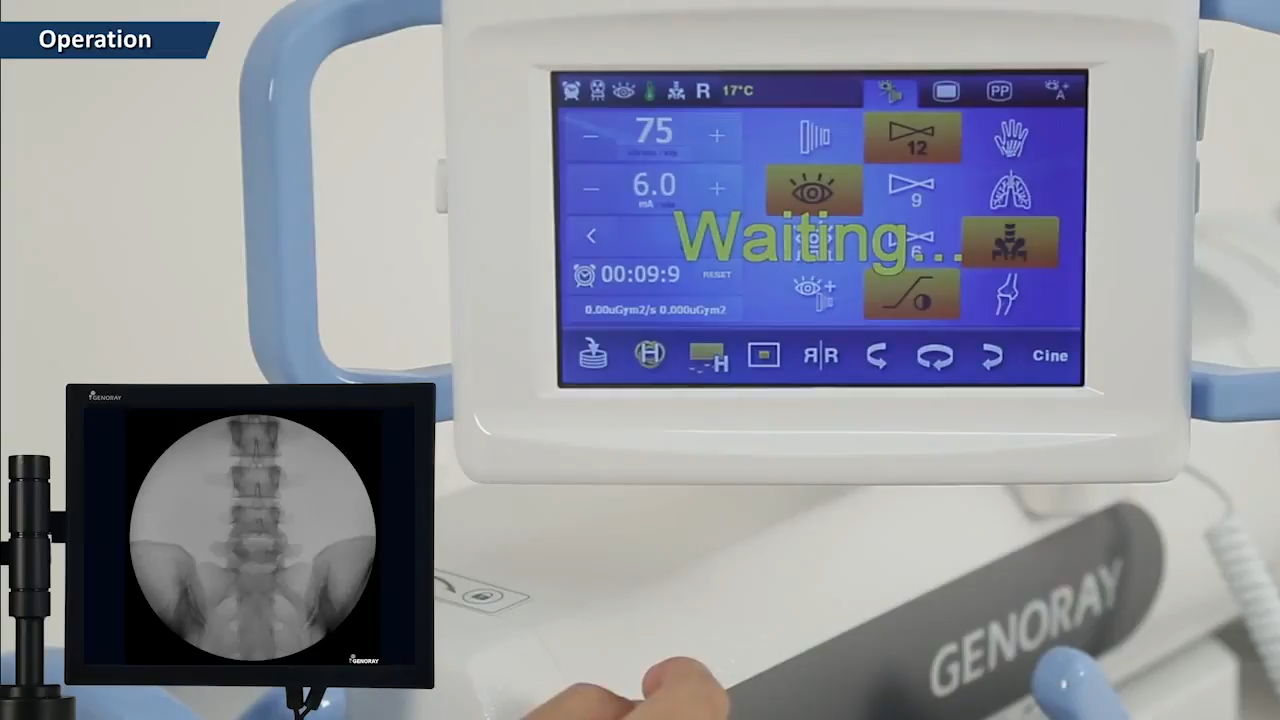 Operation
R 17°C
PP
A
75
12
6.0
mA
9
Waiting...
6
00:09:9 RESET
0.00uGym2/s 0.000uGym2
H
H
R|R
Cine
GENORAY
GENORAY
GENORAY